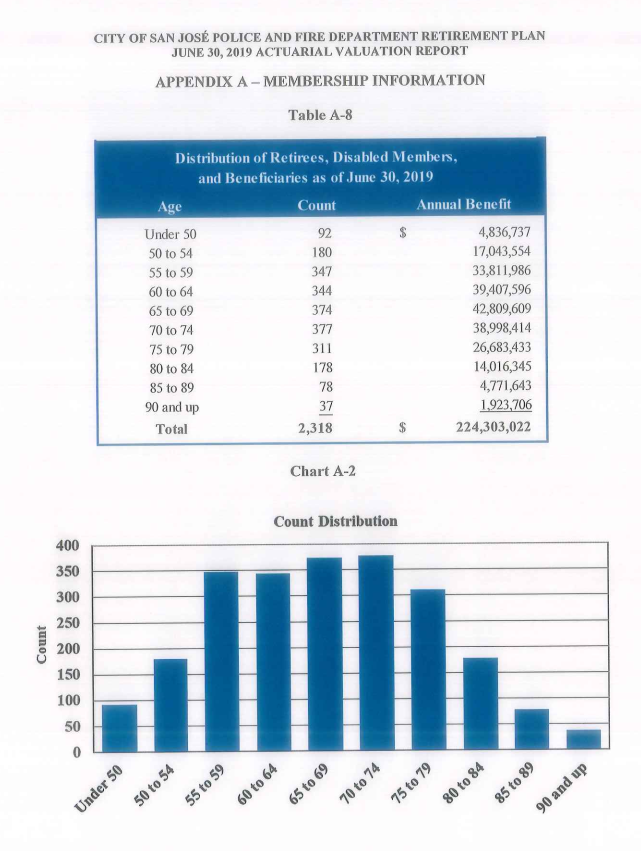 CITY OF SAN JOSÉ POLICE AND FIRE DEPARTMENT RETIREMENT PLAN
JUNE 30, 2019 ACTUARIAL VALUATION REPORT
APPENDIX A – MEMBERSHIP INFORMATION
Table A-8
Distribution of Retirees, Disabled Members,
and Beneficiaries as of June 30, 2019
Age Count Annual Benefit
Under 50 92 $ 4,836,737
50 to 54 180 17,043,554
55 to 59 347 33,811,986
60 to 64 344 39,407,596
65 to 69 374 42,809,609
70 to 74 377 38,998,414
75 to 79 311 26,683,433
80 to 84 178 14,016,345
85 to 89 78 4,771,643
90 and up 37 1,923,706
Total 2,318 $ 224,303,022
Chart A-2
Count Distribution
Count
400
350
300
250
200
150
100
50
0
Under 50
50 to 54
55 to 59
60 to 64
65 to 69
70 to 74
75 to 79
80 to 84
85 to 89
90 and up